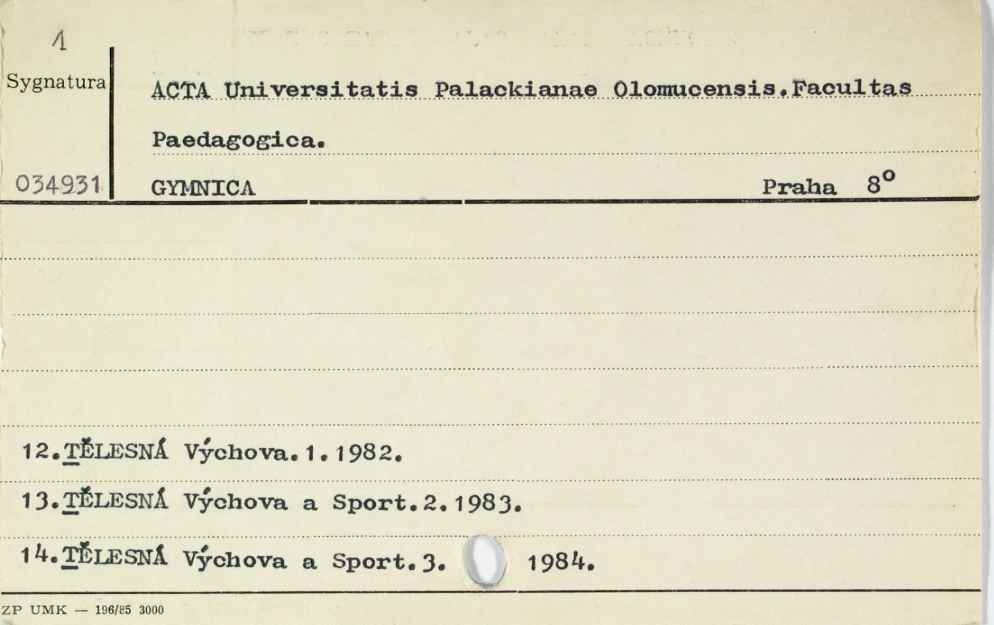 1
Sygnatura
ACTA Universitatis Palackianae Olomucensis.Facultas
Paedagogica.
034931 GYMNICA Praha 8º
12.TĚLESNÁ Výchova.1.1982.
13.TĚLESNÁ Výchova a Sport.2.1983.
14.TĚLESNÁ Výchova a Sport.3. 1984.
ZP UMK — 196/85 3000